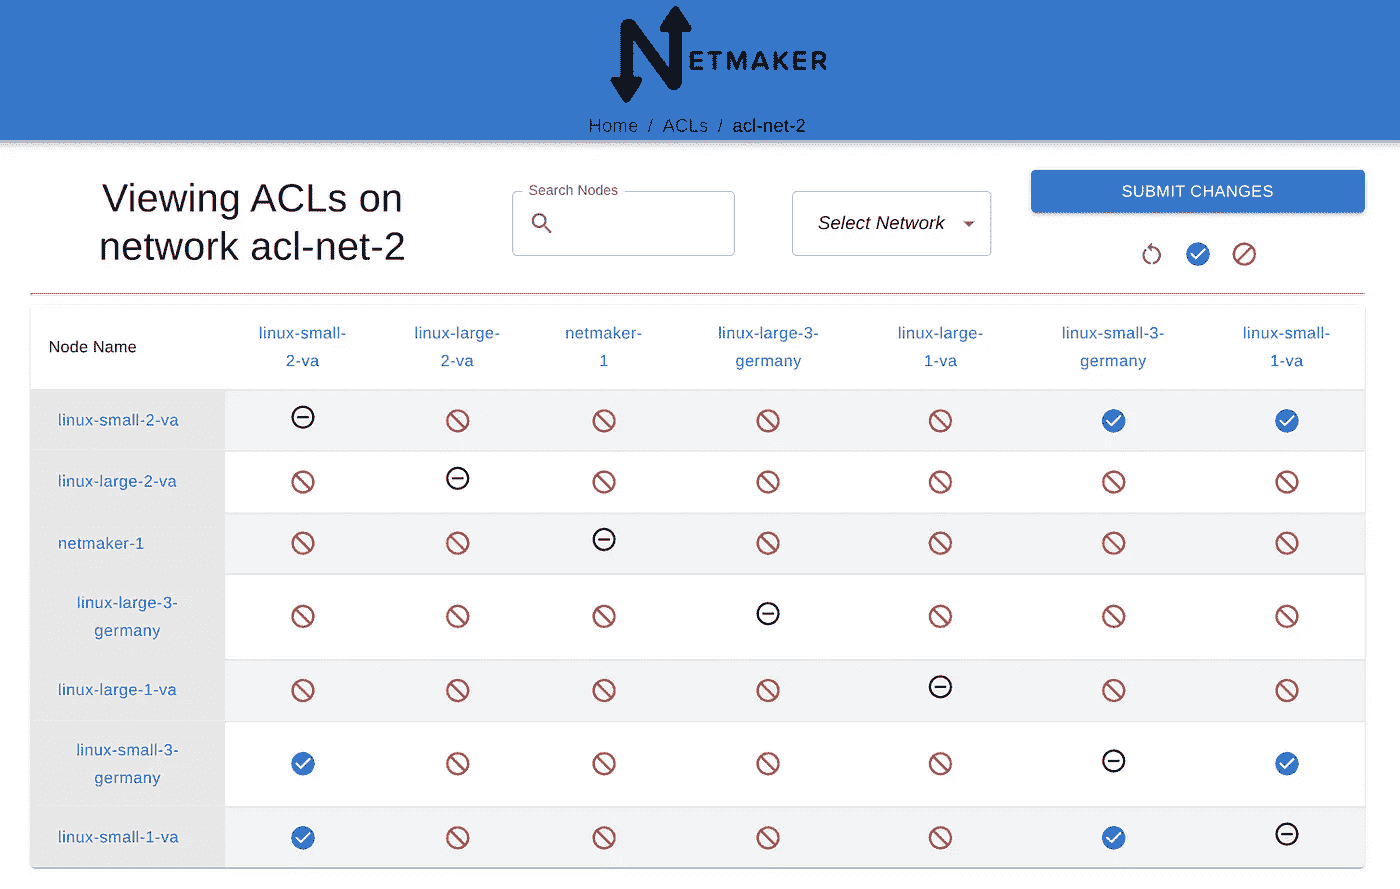 NETMAKER
Home / ACLs / acl-net-2
Viewing ACLs on
network acl-net-2
Search Nodes
Select Network
SUBMIT CHANGES
Node Name
linux-small-
2-va
linux-large-
2-va
netmaker-
1
linux-large-3-
germany
linux-large-
1-va
linux-small-3-
germany
linux-small-
1-va
linux-small-2-va
linux-large-2-va
netmaker-1
linux-large-3-
germany
linux-large-1-va
linux-small-3-
germany
linux-small-1-va